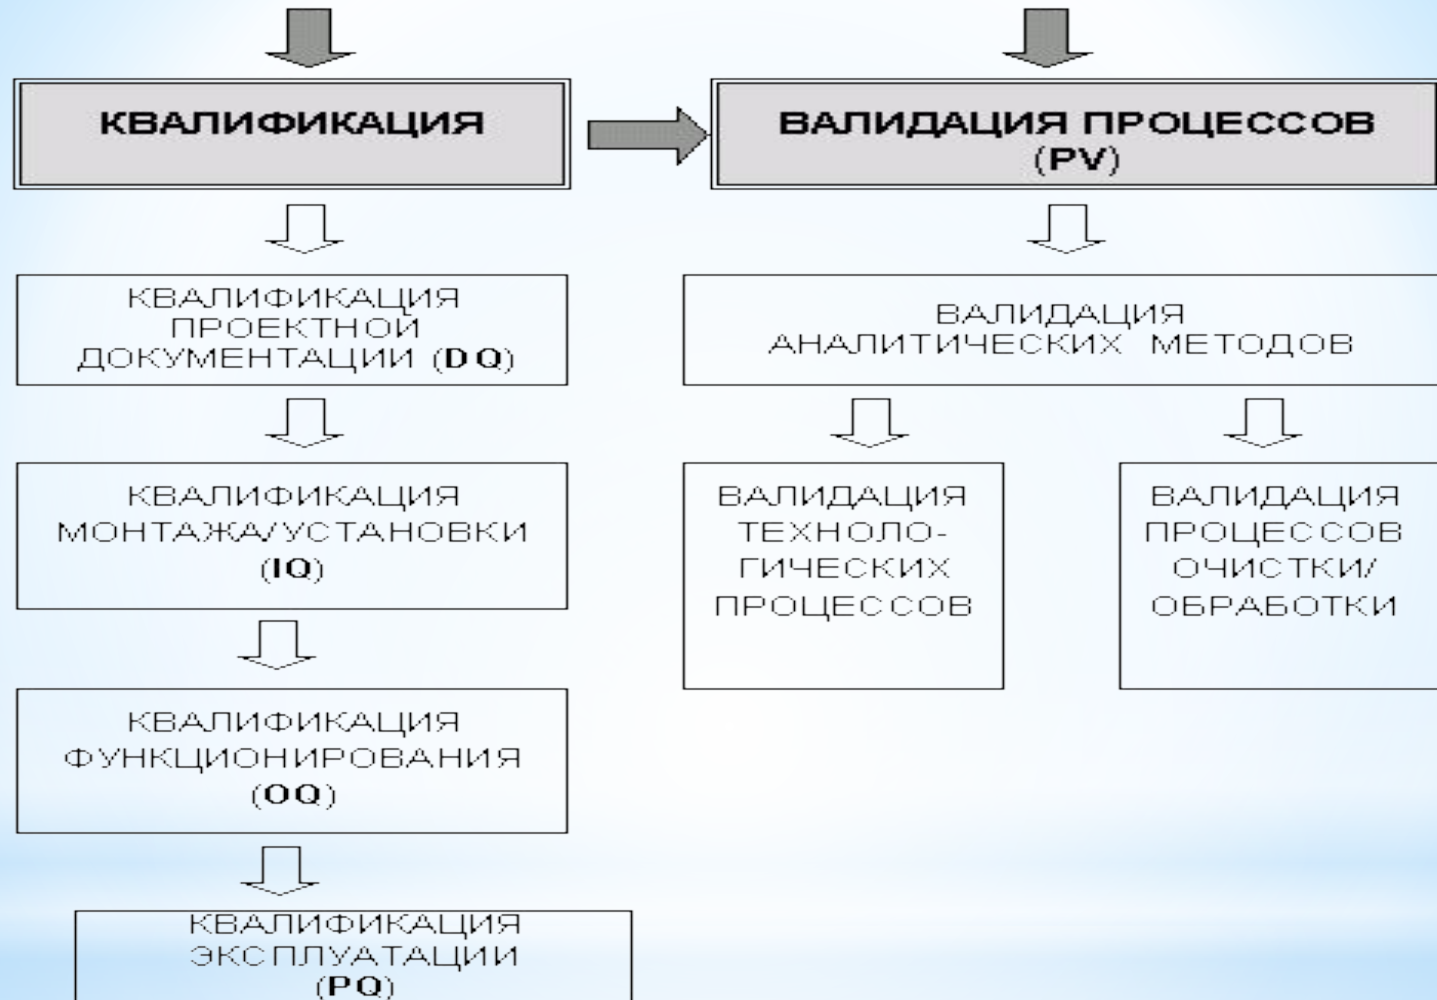 КВАЛИФИКАЦИЯ
ВАЛИДАЦИЯ ПРОЦЕССОВ
(PV)
КВАЛИФИКАЦИЯ
ПРОЕКТНОЙ
ДОКУМЕНТАЦИИ (DQ)
ВАЛИДАЦИЯ
АНАЛИТИЧЕСКИХ МЕТОДОВ
КВАЛИФИКАЦИЯ
МОНТАЖА/УСТАНОВКИ
(IQ)
ВАЛИДАЦИЯ
ТЕХНОЛО-
ГИЧЕСКИХ
ПРОЦЕССОВ
ВАЛИДАЦИЯ
ПРОЦЕССОВ
ОЧИСТКИ/
ОБРАБОТКИ
КВАЛИФИКАЦИЯ
ФУНКЦИОНИРОВАНИЯ
(OQ)
КВАЛИФИКАЦИЯ
ЭКСПЛУАТАЦИИ
(PQ)